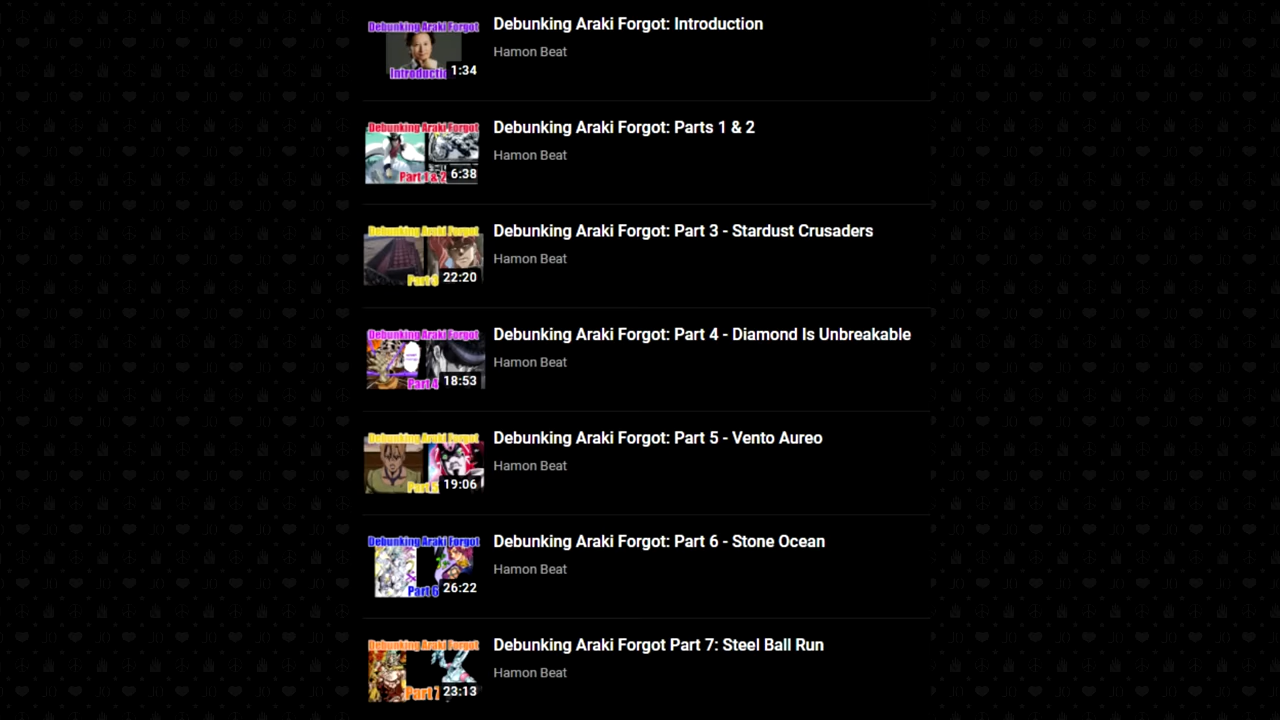 Debunking Araki Forgot
Introductio
1:34
Debunking Araki Forgot: Introduction
Hamon Beat
Debunking Araki Forgot
Part 1 & 2
6:38
Debunking Araki Forgot: Parts 1 & 2
Hamon Beat
Debunking Araki Forgot
Part 3
22:20
Debunking Araki Forgot: Part 3 - Stardust Crusaders
Hamon Beat
Debunking Araki Forgot
Part 4
18:53
Debunking Araki Forgot: Part 4 - Diamond Is Unbreakable
Hamon Beat
Debunking Araki Forgot
Part 5
19:06
Debunking Araki Forgot: Part 5 - Vento Aureo
Hamon Beat
Debunking Araki Forgot
Part 6
26:22
Debunking Araki Forgot: Part 6 - Stone Ocean
Hamon Beat
Debunking Araki Forgot
Part 7
23:13
Debunking Araki Forgot Part 7: Steel Ball Run
Hamon Beat